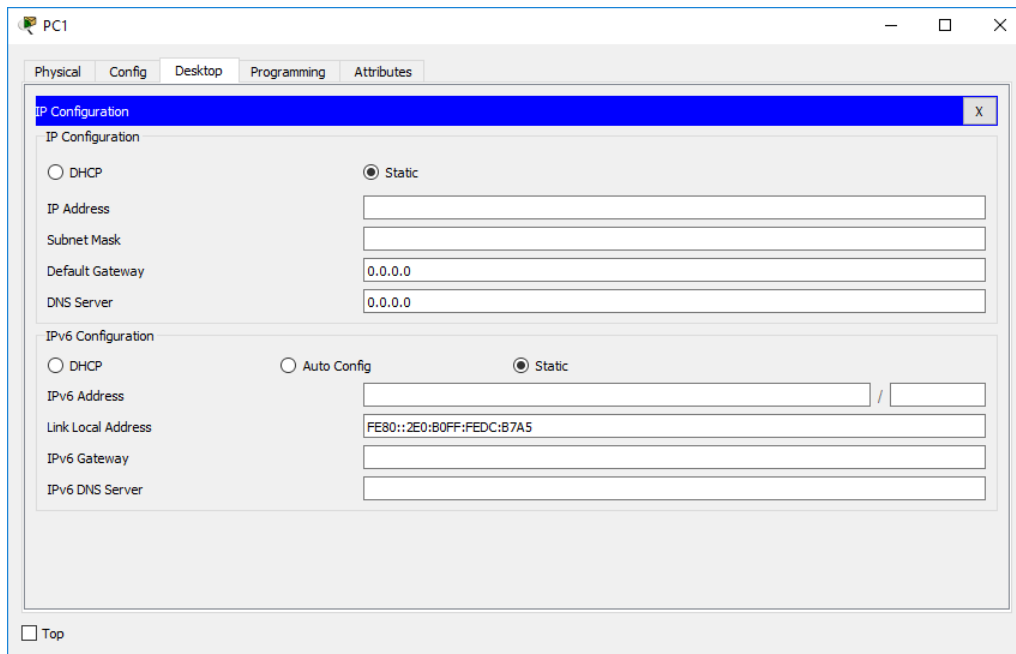 PC1
Physical Config Desktop Programming Attributes
IP Configuration X
IP Configuration
DHCP Static
IP Address
Subnet Mask
Default Gateway 0.0.0.0
DNS Server 0.0.0.0
IPv6 Configuration
DHCP Auto Config Static
IPv6 Address /
Link Local Address FE80::2E0:B0FF:FEDC:B7A5
IPv6 Gateway
IPv6 DNS Server
Top